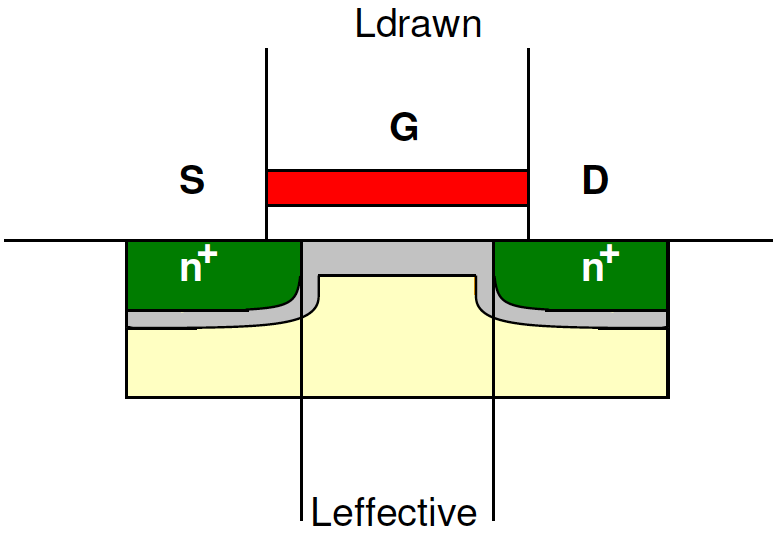 Ldrawn
G
S
D
n+
n+
Leffective